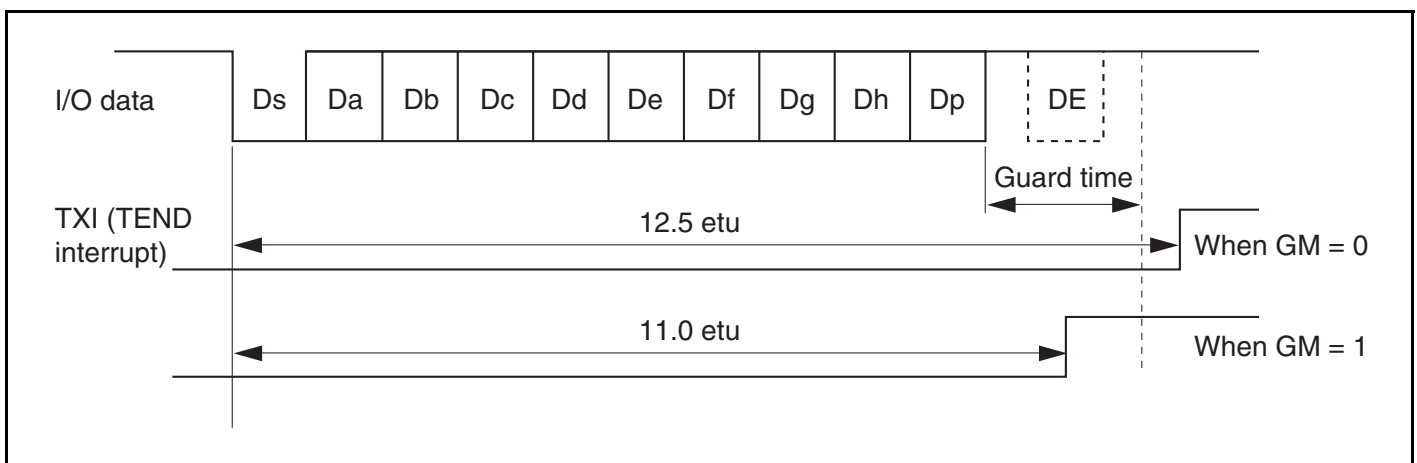 I/O data Ds Da Db Dc Dd De Df Dg Dh Dp DE
Guard time
TXI (TEND
interrupt)
12.5 etu
When GM = 0
11.0 etu
When GM = 1